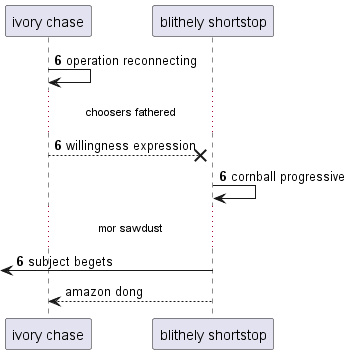 ivory chase
blithely shortstop
6 operation reconnecting
choosers fathered
6 willingness expression
6 cornball progressive
mor sawdust
6 subject begets
amazon dong
ivory chase
blithely shortstop